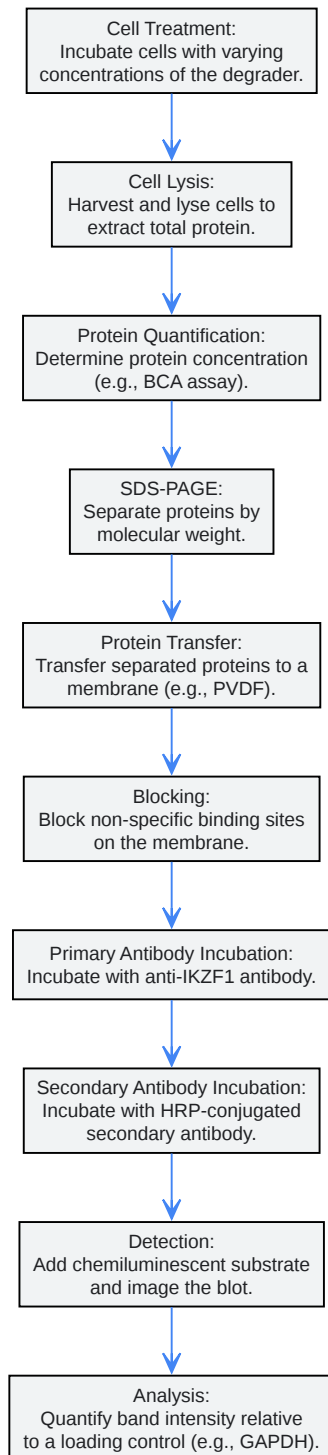 Cell Treatment:
Incubate cells with varying
concentrations of the degrader.
Cell Lysis:
Harvest and lyse cells to
extract total protein.
Protein Quantification:
Determine protein concentration
(e.g., BCA assay).
SDS-PAGE:
Separate proteins by
molecular weight.
Protein Transfer:
Transfer separated proteins to a
membrane (e.g., PVDF).
Blocking:
Block non-specific binding sites
on the membrane.
Primary Antibody Incubation:
Incubate with anti-IKZF1 antibody.
Secondary Antibody Incubation:
Incubate with HRP-conjugated
secondary antibody.
Detection:
Add chemiluminescent substrate
and image the blot.
Analysis:
Quantify band intensity relative
to a loading control (e.g., GAPDH).